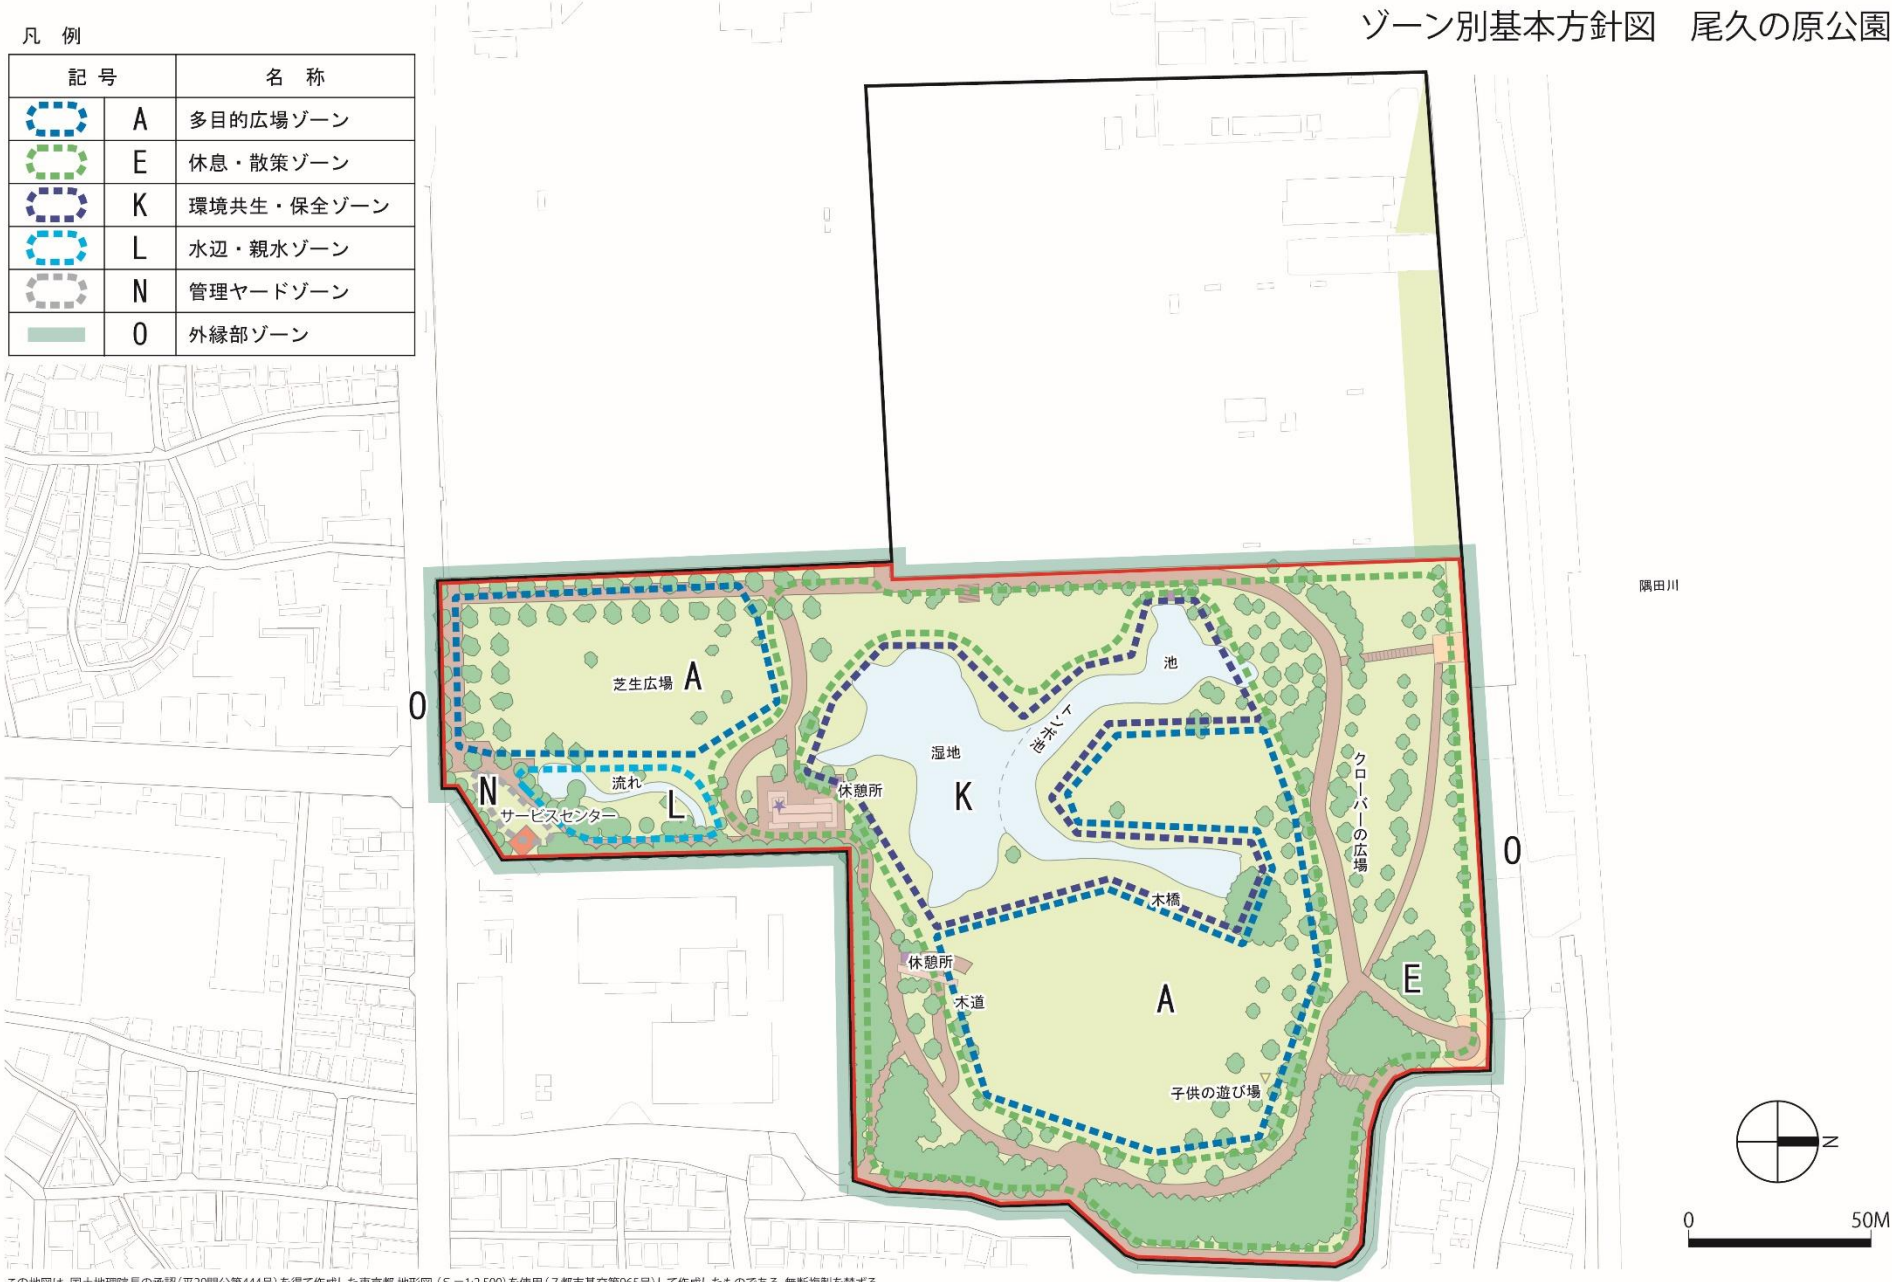 ゾーン別基本方針図　尾久の原公園
凡　例
記 号　名　称
A　多目的広場ゾーン
E　休息・散策ゾーン
K　環境共生・保全ゾーン
L　水辺・親水ゾーン
N　管理ヤードゾーン
O　外縁部ゾーン
隅田川
芝生広場 A
O
池
トンボ池
湿地
K
流れ
L
N
サービスセンター
休憩所
クローバーの広場
O
木橋
休憩所
木道
A
E
子供の遊び場
N
0　50M